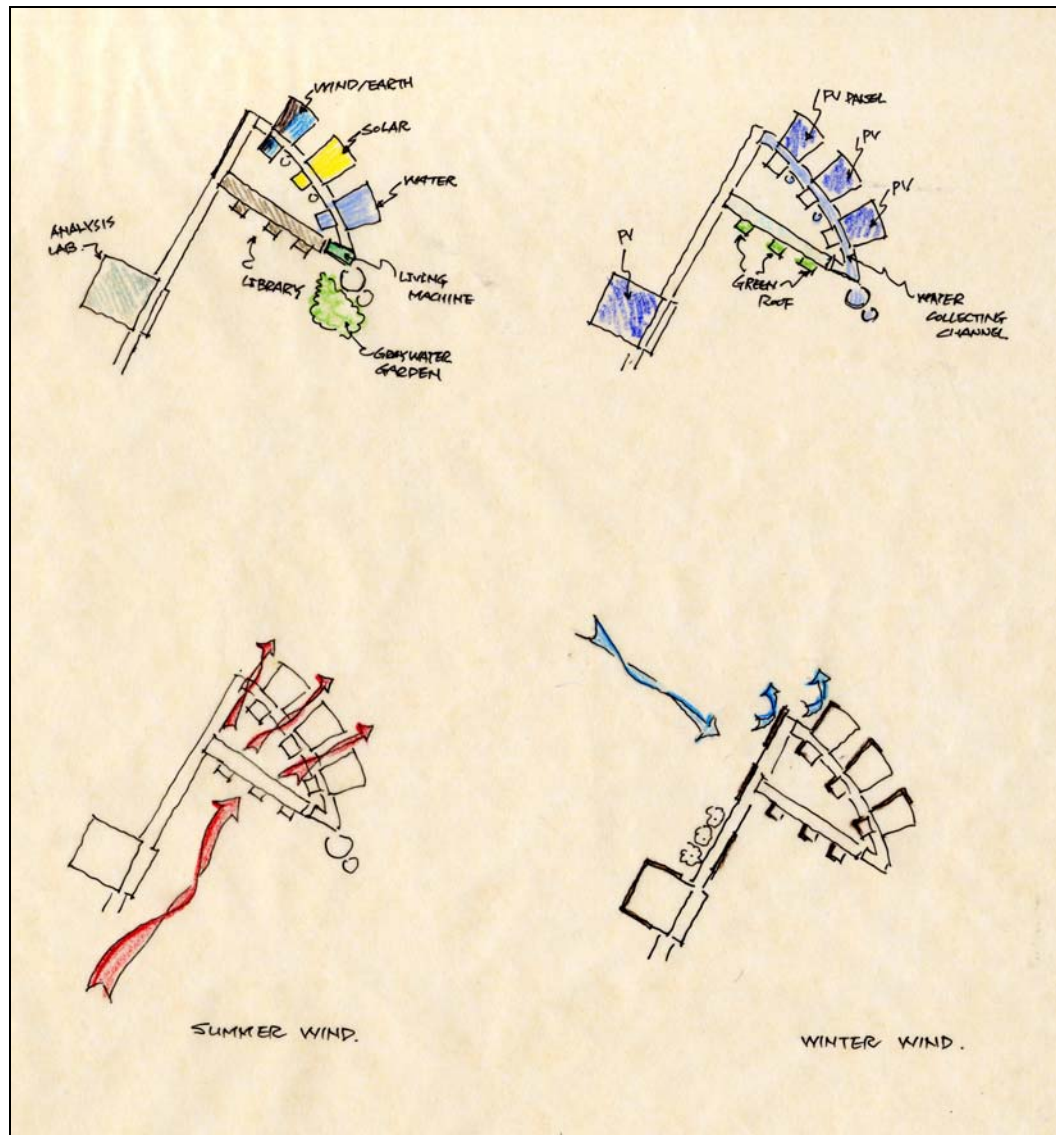 WIND/EARTH
SOLAR
WATER
ANALYSIS
LAB.
LIBRARY
LIVING
MACHINE
GRAYWATER
GARDEN
PV PANEL
PV
PV
PV
GREEN
ROOF
WATER
COLLECTING
CHANNEL
SUMMER WIND.
WINTER WIND.